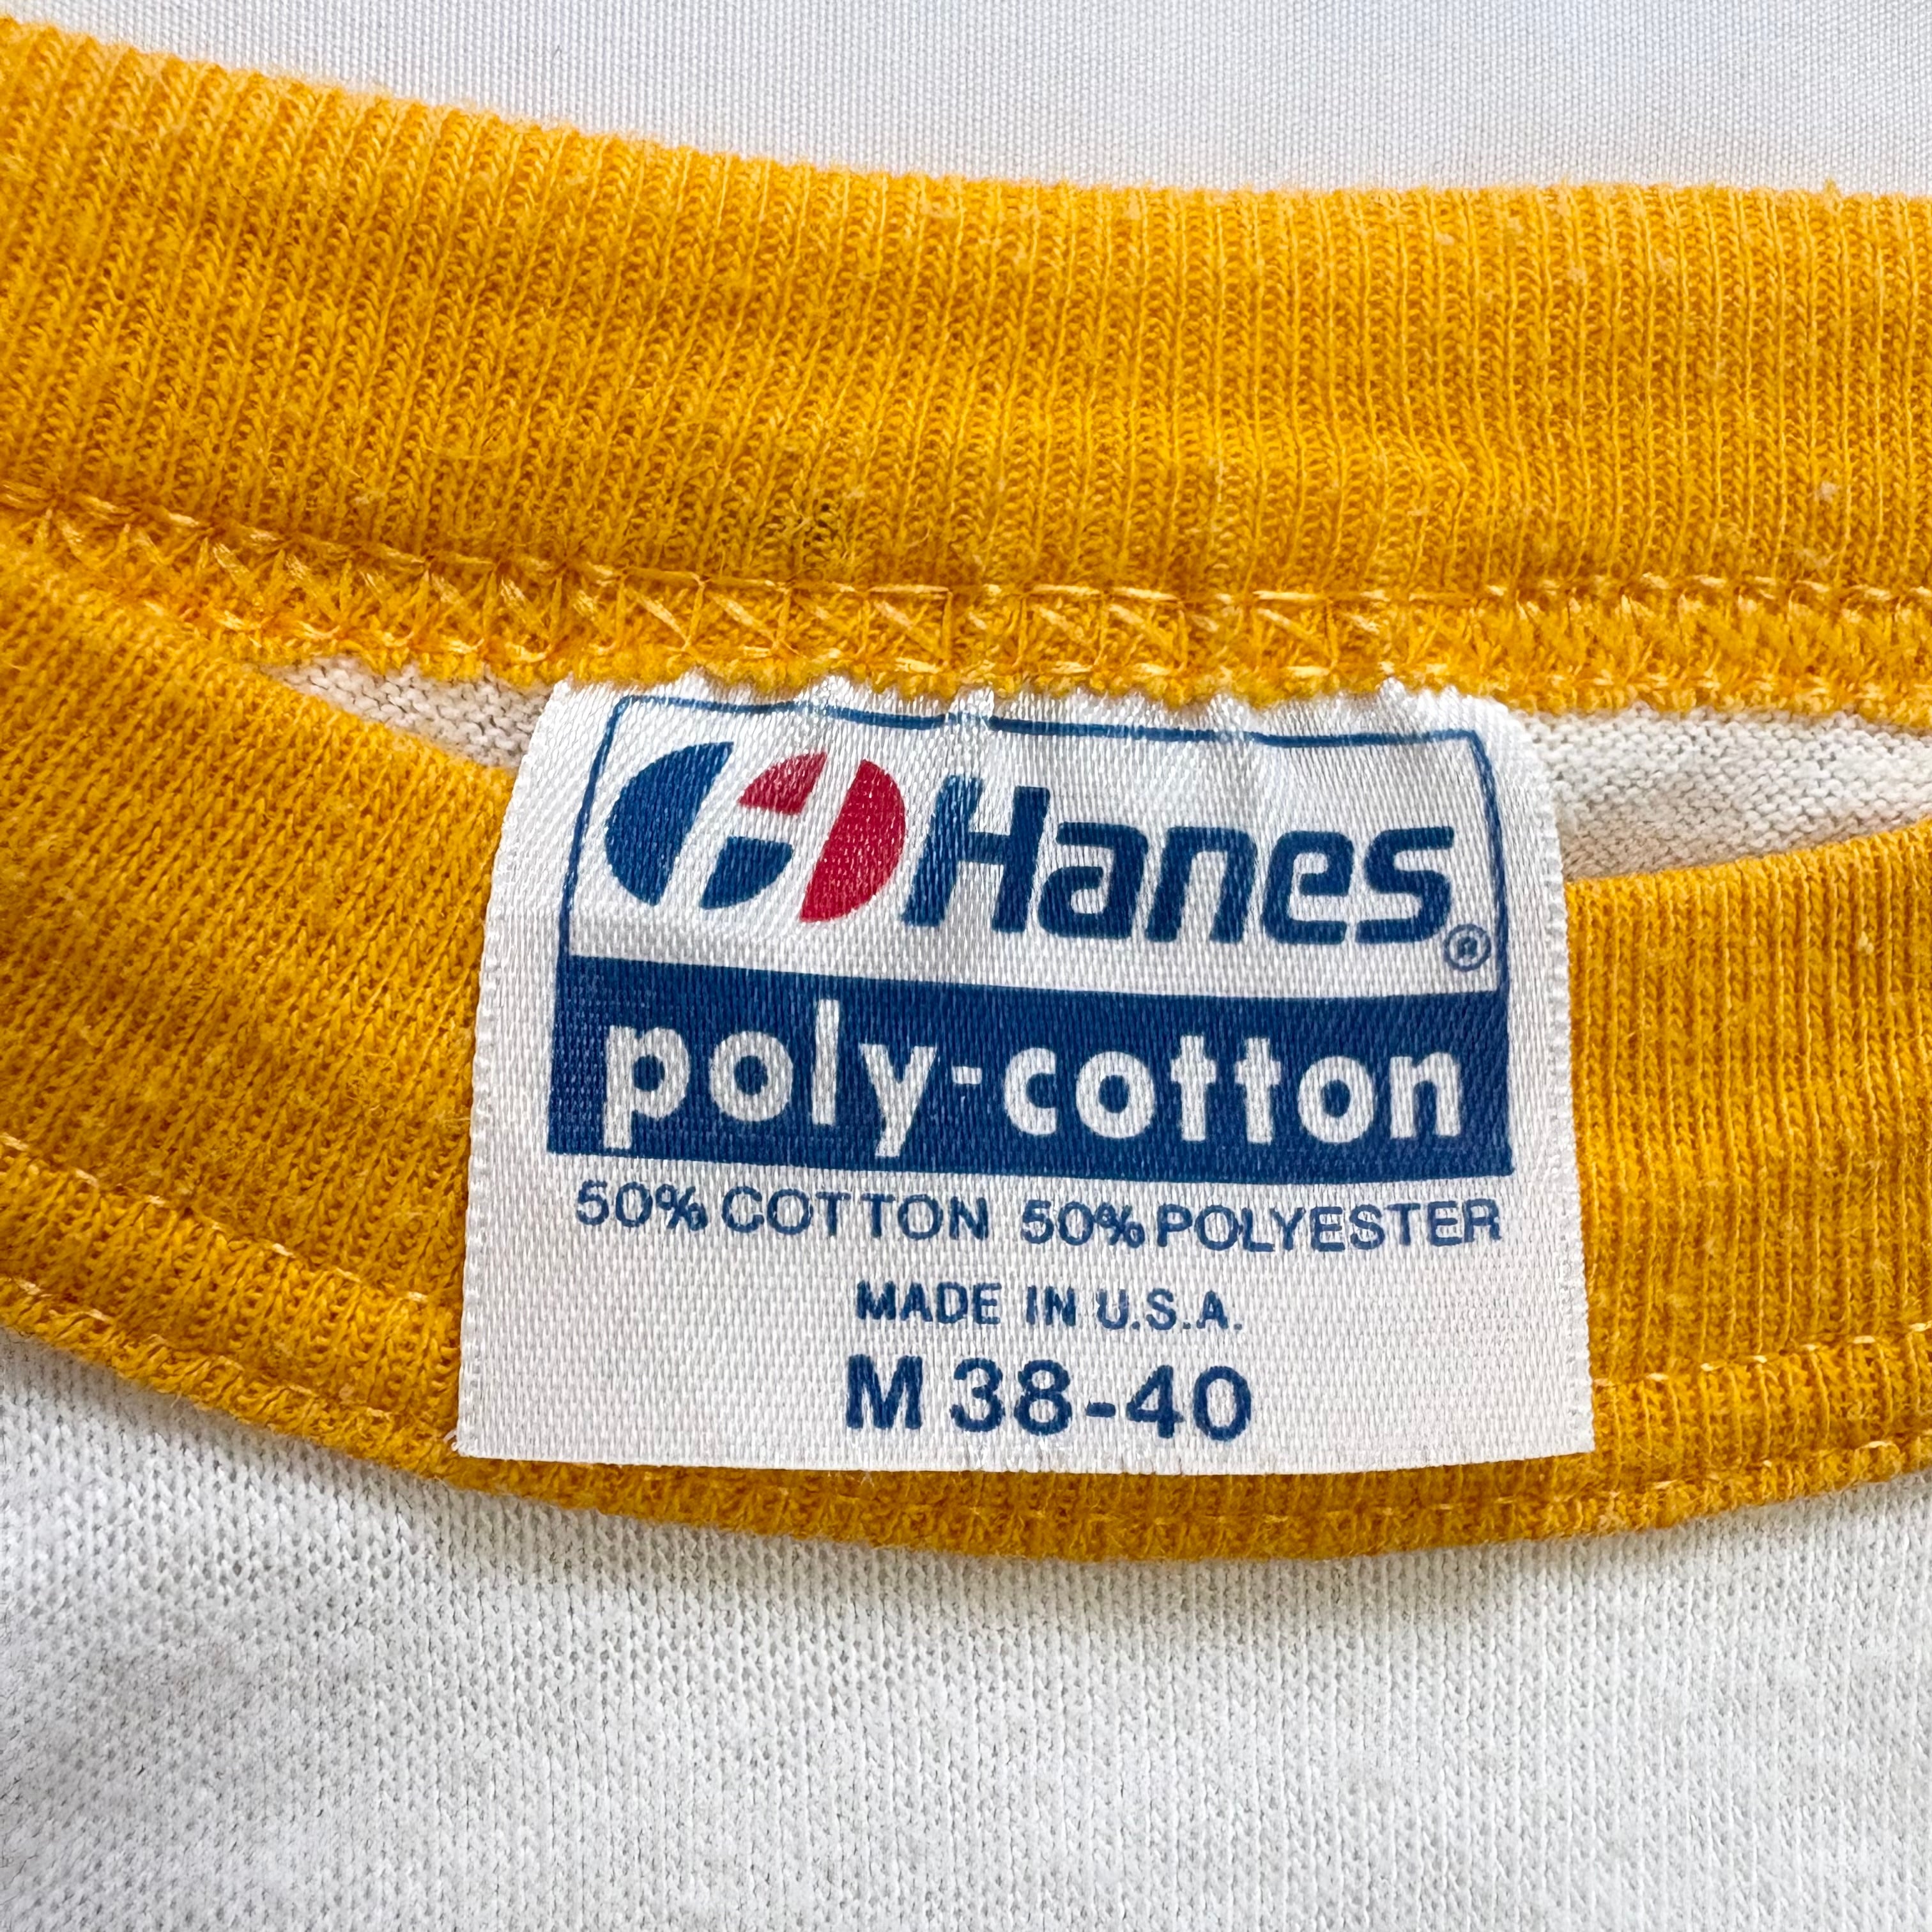 Hanes®
poly-cotton
50% COTTON 50% POLYESTER
MADE IN U.S.A.
M 38-40